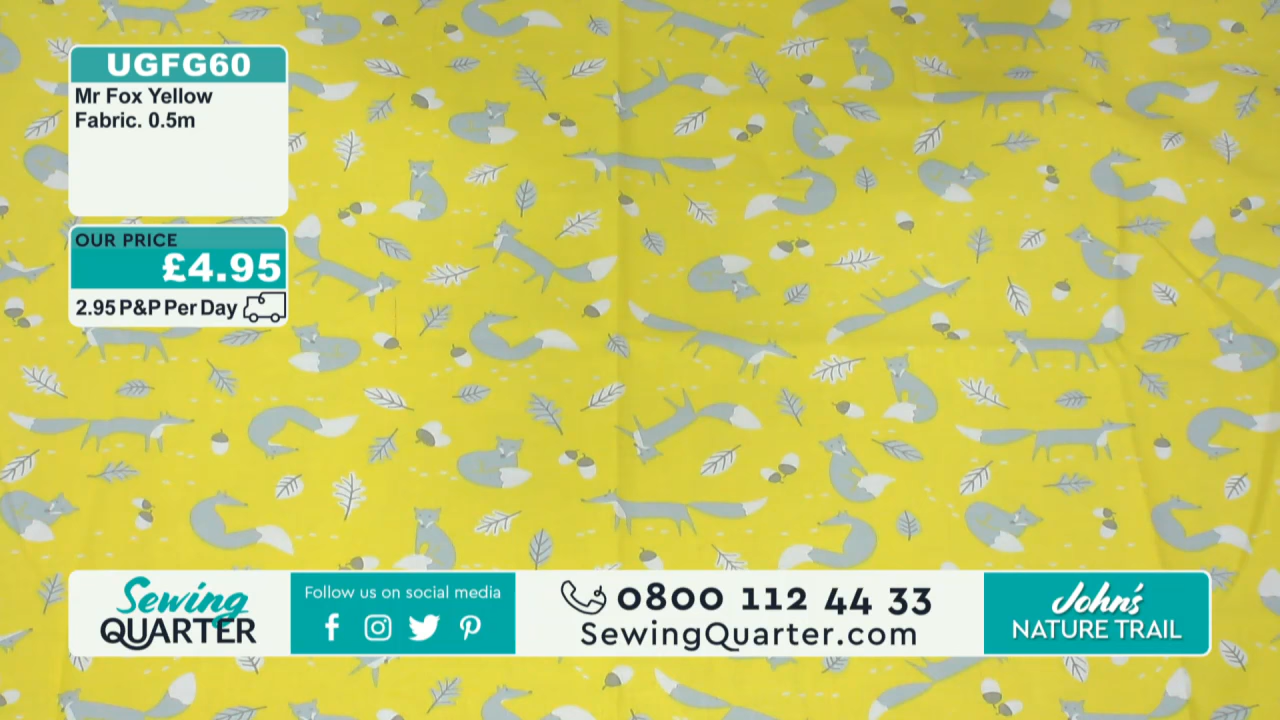 UGFG60
Mr Fox Yellow
Fabric. 0.5m
OUR PRICE
£4.95
2.95 P&P Per Day
Sewing
QUARTER
Follow us on social media
0800 112 44 33
SewingQuarter.com
John's
NATURE TRAIL